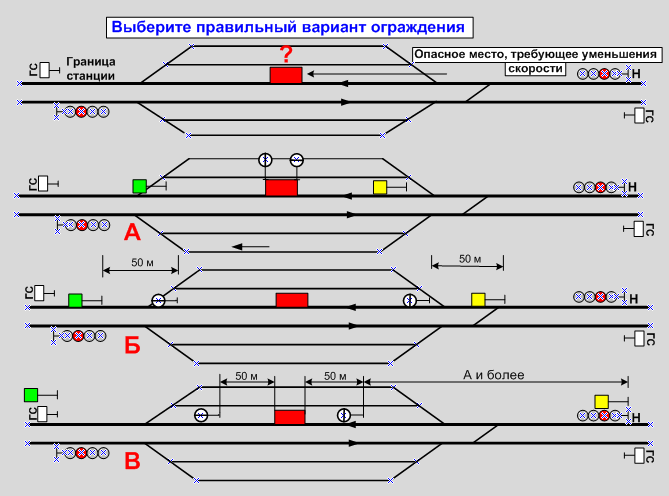 Выберите правильный вариант ограждения
?
Опасное место, требующее уменьшения
скорости
Граница
станции
ГС
Н
ГС
ГС
Н
А
ГС
50 м
50 м
ГС
Н
Б
ГС
50 м
50 м
А и более
ГС
Н
В
ГС